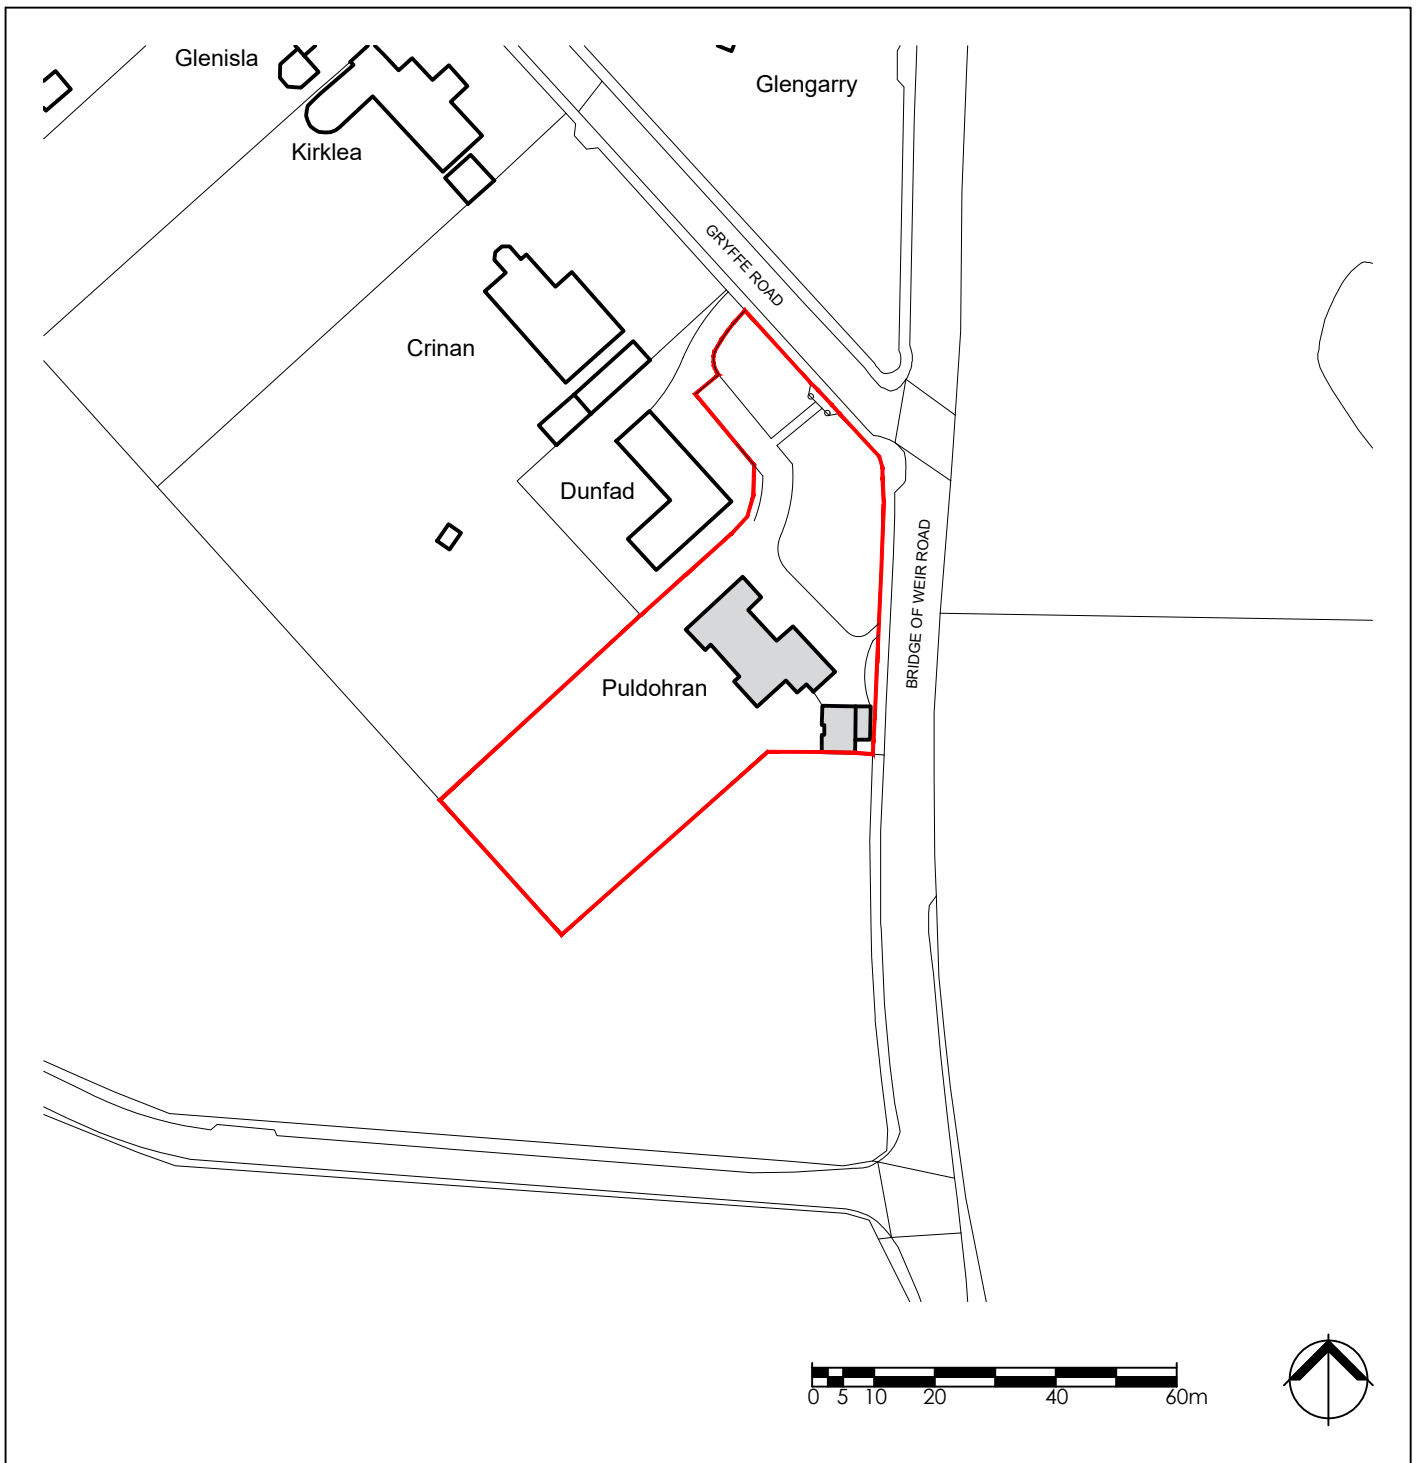 Glenisla
Glengarry
Kirklea
GRYFFE ROAD
Crinan
Dunfad
BRIDGE OF WEIR ROAD
Puldohran
0 5 10 20 40 60m